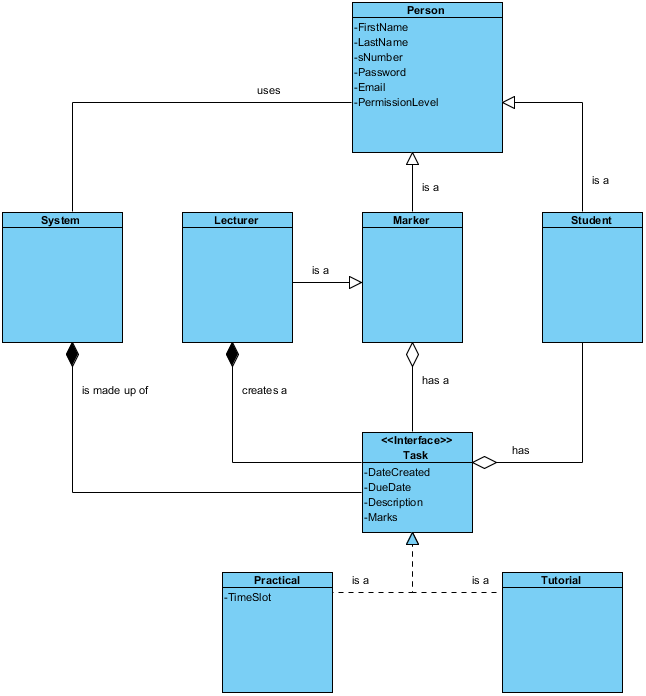 Person
-FirstName
-LastName
-sNumber
-Password
-Email
-PermissionLevel
uses
is a
is a
System
Lecturer
Marker
Student
is a
is made up of
creates a
has a
<<Interface>>
Task
-DateCreated
-DueDate
-Description
-Marks
has
Practical
-TimeSlot
is a
is a
Tutorial